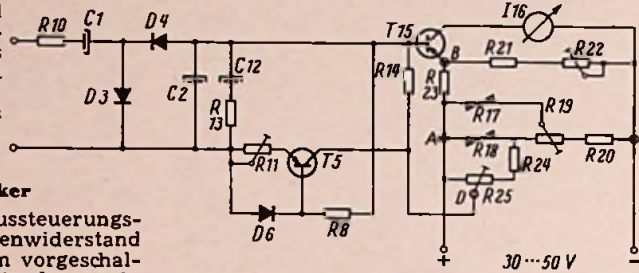 R10
C1
D4
T15
I16
B
R21
R22
C12
R14
R 23
D3
C2
R17
R19
R 13
A
R18
R20
R11
T5
R24
D
R25
D6
R8
+
30···50 V
−
ker
ussteuerungs-
enwiderstand
n vorgeschal-